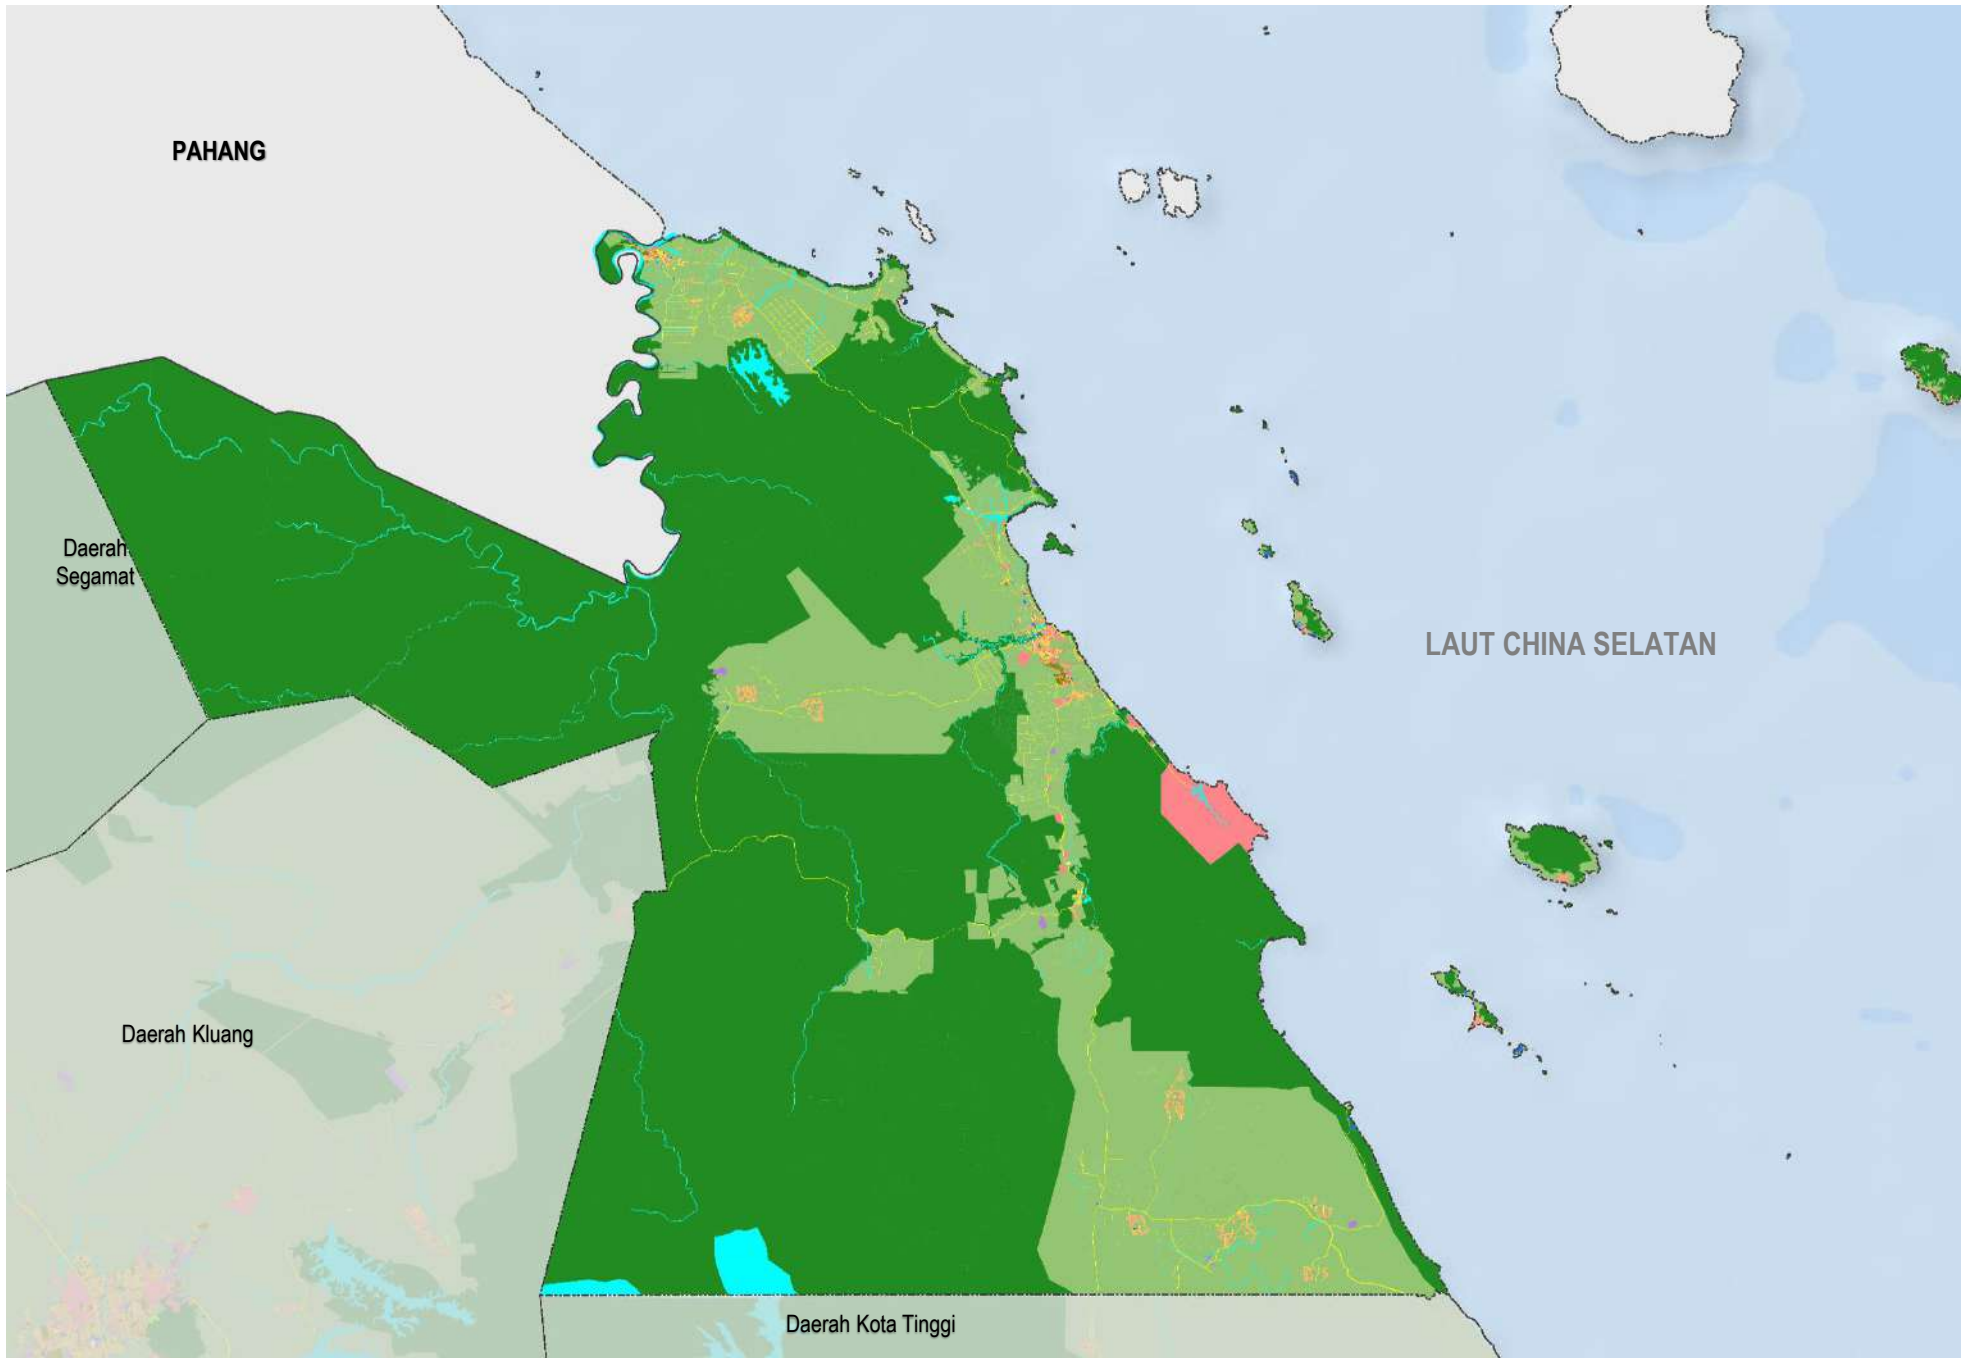 PAHANG
Daerah
Segamat
LAUT CHINA SELATAN
Daerah Kluang
Daerah Kota Tinggi